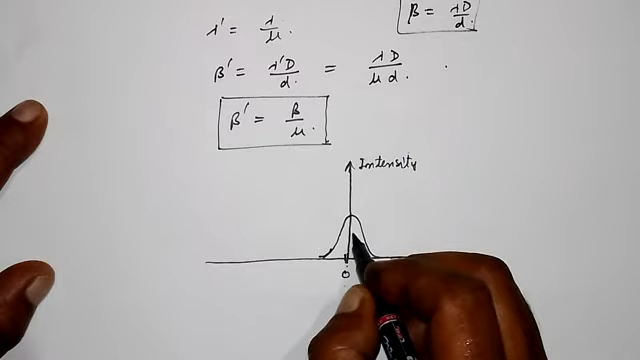 β = λD/d
λ' = λ/μ.
β' = λ'D/d. = λD/μd. .
β' = β/μ.
Intensity
0